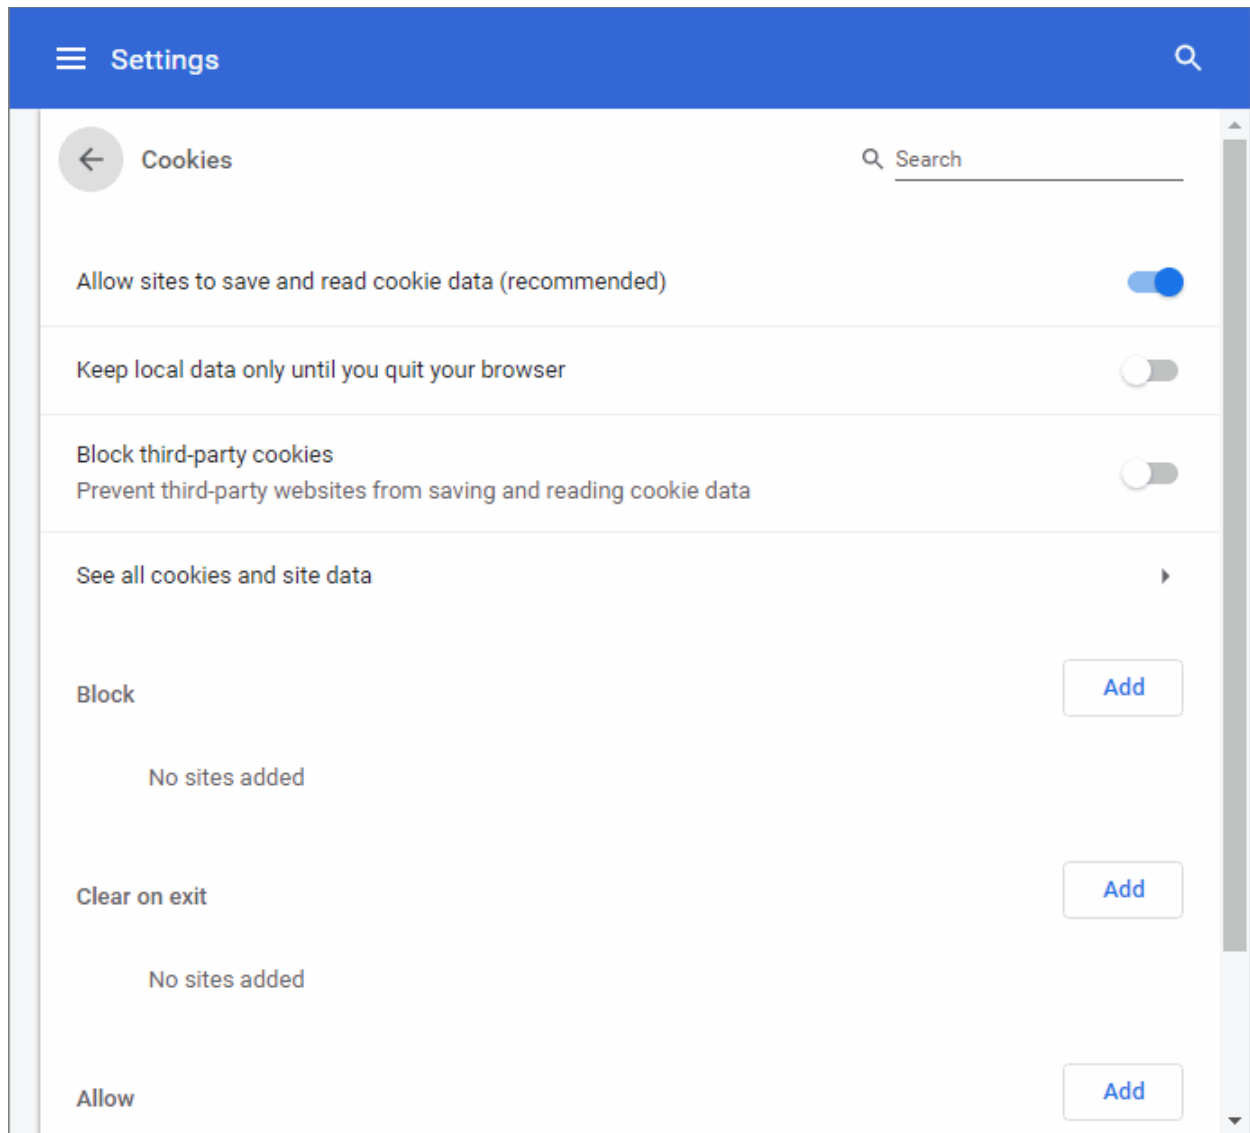 Settings
Cookies
Search
Allow sites to save and read cookie data (recommended)
Keep local data only until you quit your browser
Block third-party cookies
Prevent third-party websites from saving and reading cookie data
See all cookies and site data
Block
Add
No sites added
Clear on exit
Add
No sites added
Allow
Add